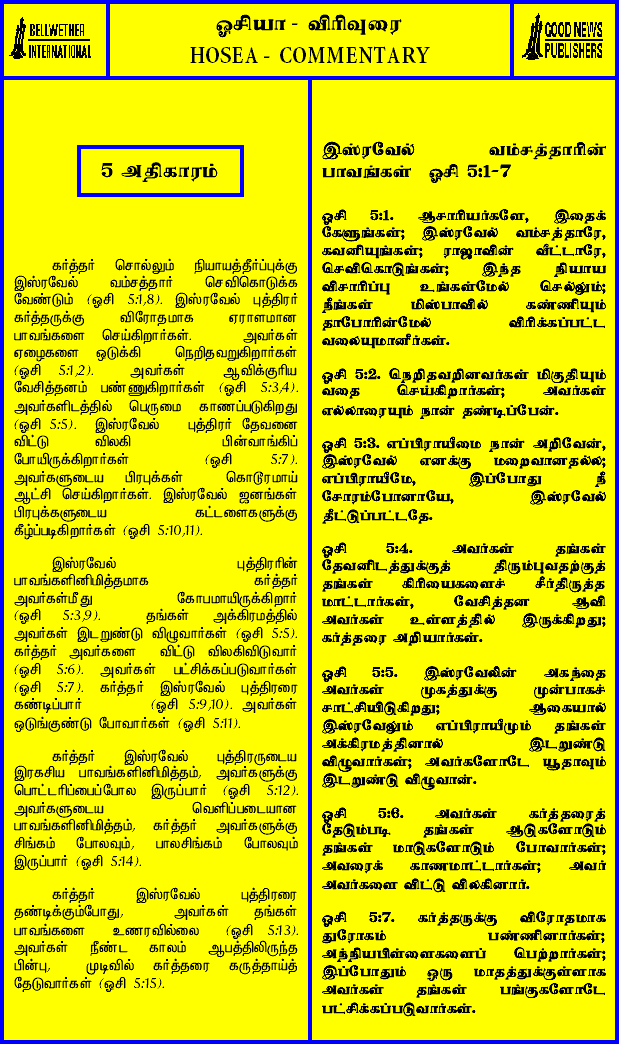 BELLWETHER
INTERNATIONAL
ஓசியா - விரிவுரை
HOSEA - COMMENTARY
GOOD NEWS
PUBLISHERS
5 அதிகாரம்
கர்த்தர் சொல்லும் நியாயத்தீர்ப்புக்கு
இஸ்ரவேல் வம்சத்தார் செவிகொடுக்க
வேண்டும் (ஓசி 5:1,8). இஸ்ரவேல் புத்திரர்
கர்த்தருக்கு விரோதமாக ஏராளமான
பாவங்களை செய்கிறார்கள். அவர்கள்
ஏழைகளை ஒடுக்கி நெறிதவறுகிறார்கள்
(ஓசி 5:1,2). அவர்கள் ஆவிக்குரிய
வேசித்தனம் பண்ணுகிறார்கள் (ஓசி 5:3,4).
அவர்களிடத்தில் பெருமை காணப்படுகிறது
(ஓசி 5:5). இஸ்ரவேல் புத்திரர் தேவனை
விட்டு விலகி பின்வாங்கிப்
போயிருக்கிறார்கள் (ஓசி 5:7).
அவர்களுடைய பிரபுக்கள் கொடூரமாய்
ஆட்சி செய்கிறார்கள். இஸ்ரவேல் ஜனங்கள்
பிரபுக்களுடைய கட்டளைகளுக்கு
கீழ்ப்படிகிறார்கள் (ஓசி 5:10,11).
இஸ்ரவேல் புத்திரரின்
பாவங்களினிமித்தமாக கர்த்தர்
அவர்கள்மீது கோபமாயிருக்கிறார்
(ஓசி 5:3,9). தங்கள் அக்கிரமத்தில்
அவர்கள் இடறுண்டு விழுவார்கள் (ஓசி 5:5).
கர்த்தர் அவர்களை விட்டு விலகிவிடுவார்
(ஓசி 5:6). அவர்கள் பட்சிக்கப்படுவார்கள்
(ஓசி 5:7). கர்த்தர் இஸ்ரவேல் புத்திரரை
கண்டிப்பார் (ஓசி 5:9,10). அவர்கள்
ஒடுங்குண்டு போவார்கள் (ஓசி 5:11).
கர்த்தர் இஸ்ரவேல் புத்திரருடைய
இரகசிய பாவங்களினிமித்தம், அவர்களுக்கு
பொட்டரிப்பைப்போல இருப்பார் (ஓசி 5:12).
அவர்களுடைய வெளிப்படையான
பாவங்களினிமித்தம், கர்த்தர் அவர்களுக்கு
சிங்கம் போலவும், பாலசிங்கம் போலவும்
இருப்பார் (ஓசி 5:14).
கர்த்தர் இஸ்ரவேல் புத்திரரை
தண்டிக்கும்போது, அவர்கள் தங்கள்
பாவங்களை உணரவில்லை (ஓசி 5:13).
அவர்கள் நீண்ட காலம் ஆபத்திலிருந்த
பின்பு, முடிவில் கர்த்தரை கருத்தாய்த்
தேடுவார்கள் (ஓசி 5:15).
இஸ்ரவேல் வம்சத்தாரின்
பாவங்கள் ஓசி 5:1-7
ஓசி 5:1. ஆசாரியர்களே, இதைக்
கேளுங்கள்; இஸ்ரவேல் வம்சத்தாரே,
கவனியுங்கள்; ராஜாவின் வீட்டாரே,
செவிகொடுங்கள்; இந்த நியாய
விசாரிப்பு உங்கள்மேல் செல்லும்;
நீங்கள் மிஸ்பாவில் கண்ணியும்
தாபோரின்மேல் விரிக்கப்பட்ட
வலையுமானீர்கள்.
ஓசி 5:2. நெறிதவறினவர்கள் மிகுதியும்
வதை செய்கிறார்கள்; அவர்கள்
எல்லாரையும் நான் தண்டிப்பேன்.
ஓசி 5:3. எப்பிராயீமை நான் அறிவேன்,
இஸ்ரவேல் எனக்கு மறைவானதல்ல;
எப்பிராயீமே, இப்போது நீ
சோரம்போனாயே, இஸ்ரவேல்
தீட்டுப்பட்டதே.
ஓசி 5:4. அவர்கள் தங்கள்
தேவனிடத்துக்குத் திரும்புவதற்குத்
தங்கள் கிரியைகளைச் சீர்திருத்த
மாட்டார்கள், வேசித்தன ஆவி
அவர்கள் உள்ளத்தில் இருக்கிறது;
கர்த்தரை அறியார்கள்.
ஓசி 5:5. இஸ்ரவேலின் அகந்தை
அவர்கள் முகத்துக்கு முன்பாகச்
சாட்சியிடுகிறது; ஆகையால்
இஸ்ரவேலும் எப்பிராயீமும் தங்கள்
அக்கிரமத்தினால் இடறுண்டு
விழுவார்கள்; அவர்களோடே யூதாவும்
இடறுண்டு விழுவான்.
ஓசி 5:6. அவர்கள் கர்த்தரைத்
தேடும்படி தங்கள் ஆடுகளோடும்
தங்கள் மாடுகளோடும் போவார்கள்;
அவரைக் காணமாட்டார்கள்; அவர்
அவர்களை விட்டு விலகினார்.
ஓசி 5:7. கர்த்தருக்கு விரோதமாக
துரோகம் பண்ணினார்கள்;
அந்நியபிள்ளைகளைப் பெற்றார்கள்;
இப்போதும் ஒரு மாதத்துக்குள்ளாக
அவர்கள் தங்கள் பங்குகளோடே
பட்சிக்கப்படுவார்கள்.